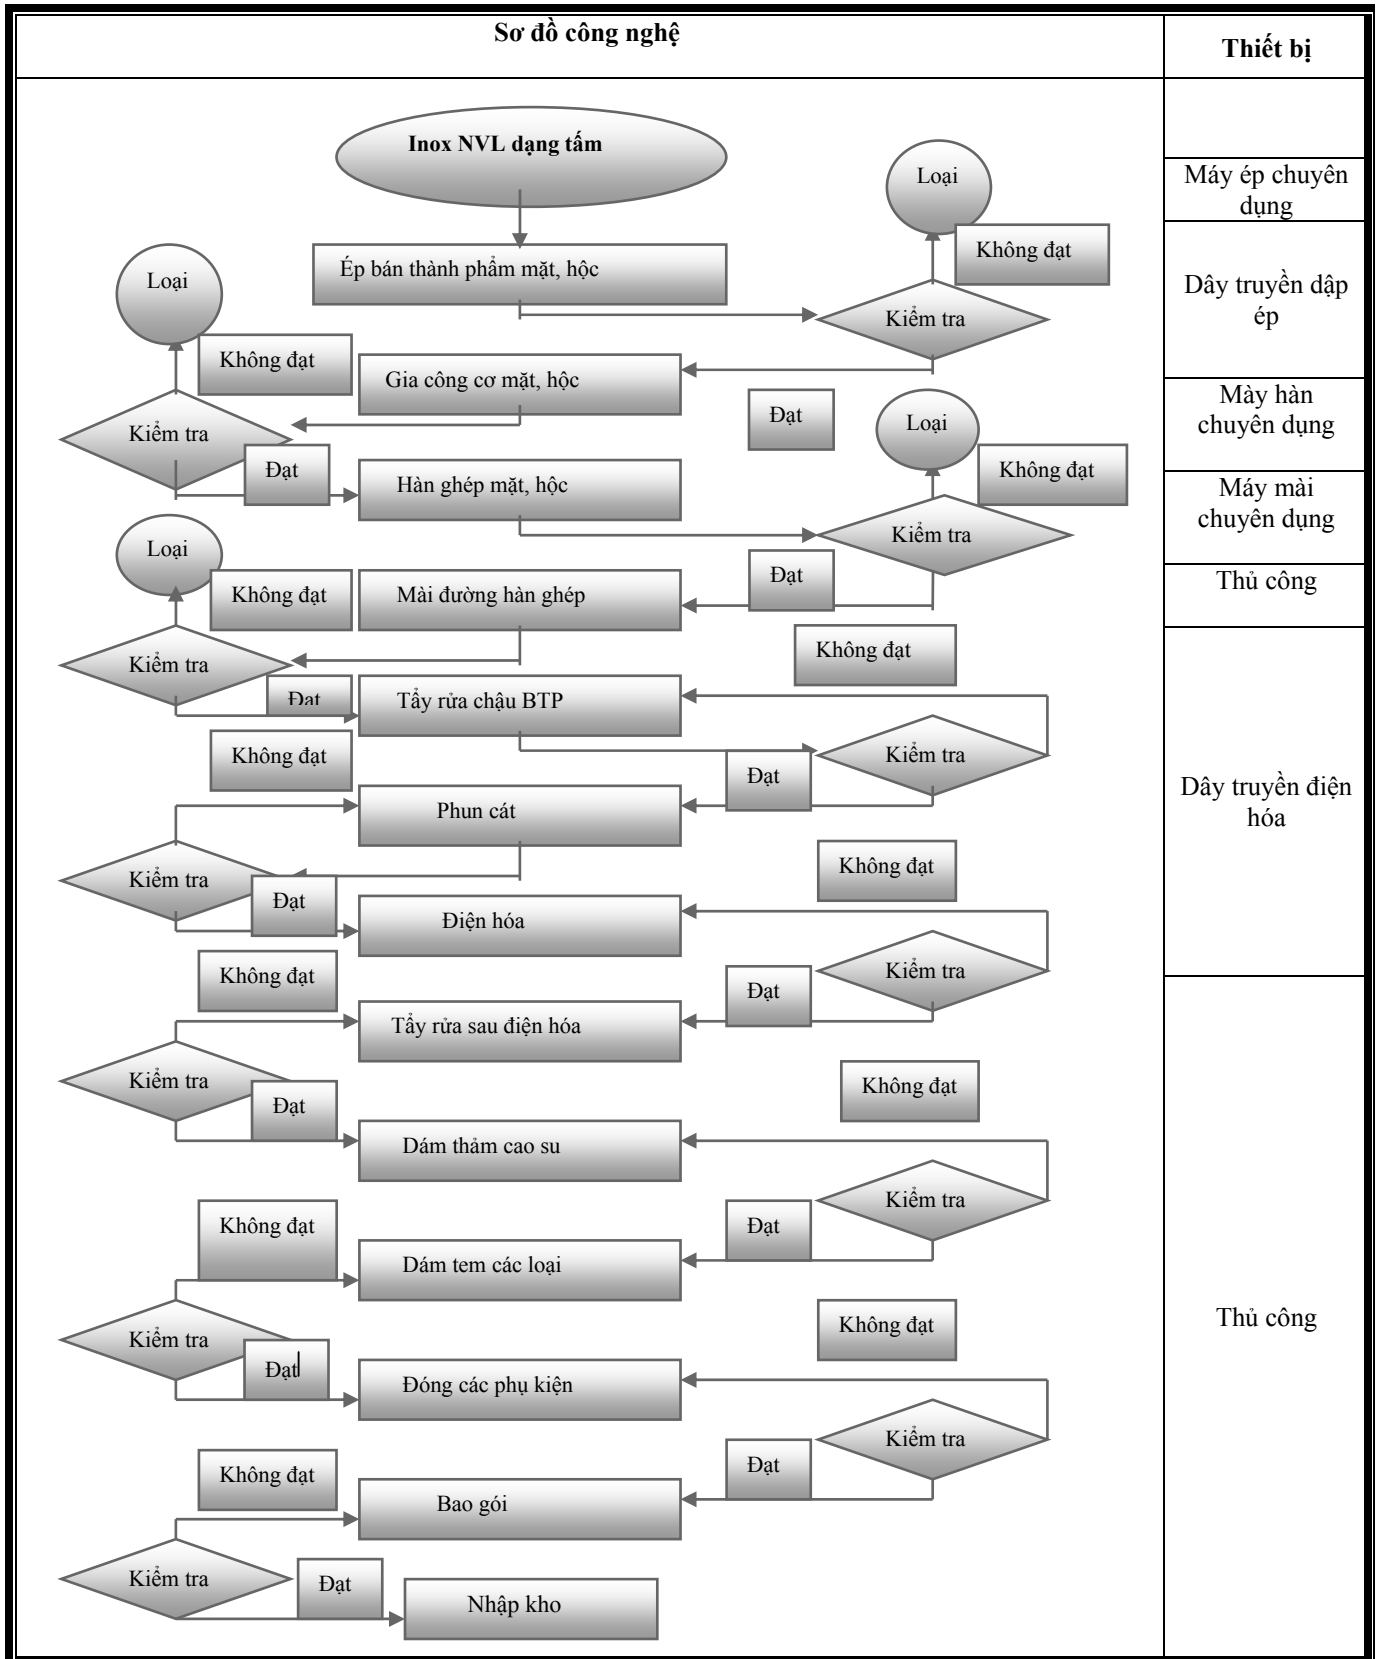 Sơ đồ công nghệ
Thiết bị
Inox NVL dạng tấm
Loại
Máy ép chuyên
dụng
Không đạt
Ép bán thành phẩm mặt, hộc
Loại
Kiểm tra
Dây truyền dập
ép
Không đạt
Gia công cơ mặt, hộc
Đạt
Loại
Mày hàn
chuyên dụng
Kiểm tra
Đạt
Không đạt
Hàn ghép mặt, hộc
Máy mài
chuyên dụng
Kiểm tra
Loại
Đạt
Không đạt
Mài đường hàn ghép
Thủ công
Không đạt
Kiểm tra
Đạt
Tẩy rửa chậu BTP
Không đạt
Kiểm tra
Đạt
Dây truyền điện
hóa
Phun cát
Không đạt
Kiểm tra
Đạt
Điện hóa
Không đạt
Kiểm tra
Đạt
Tẩy rửa sau điện hóa
Không đạt
Kiểm tra
Đạt
Dám thảm cao su
Không đạt
Kiểm tra
Đạt
Dám tem các loại
Không đạt
Thủ công
Kiểm tra
Đạt
Đóng các phụ kiện
Không đạt
Kiểm tra
Đạt
Bao gói
Kiểm tra
Đạt
Nhập kho